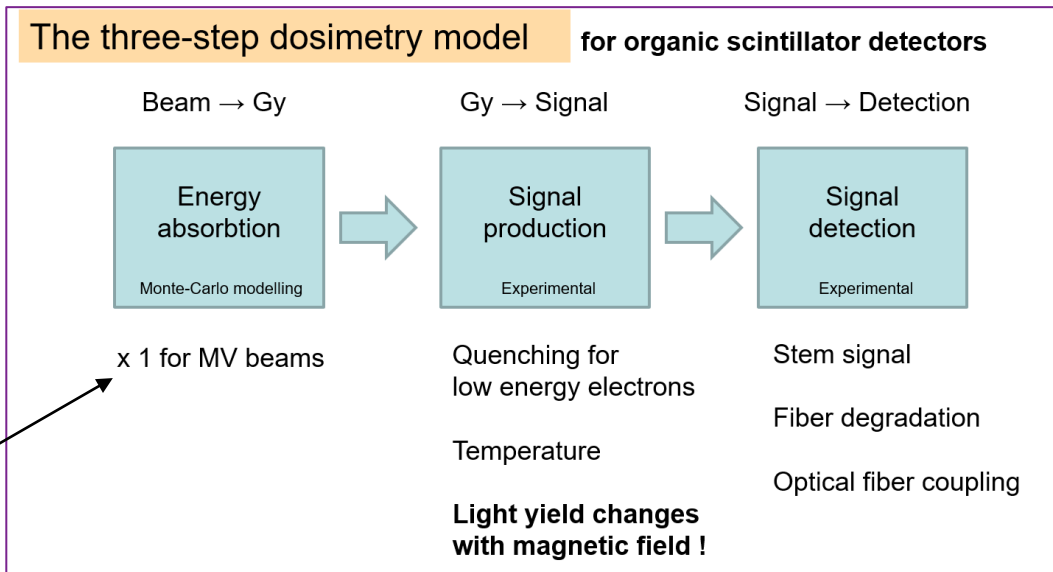 The three-step dosimetry model for organic scintillator detectors
Beam → Gy
Gy → Signal
Signal → Detection
Energy
absorbtion
Monte-Carlo modelling
Signal
production
Experimental
Signal
detection
Experimental
x 1 for MV beams
Quenching for
low energy electrons
Temperature
Light yield changes
with magnetic field !
Stem signal
Fiber degradation
Optical fiber coupling